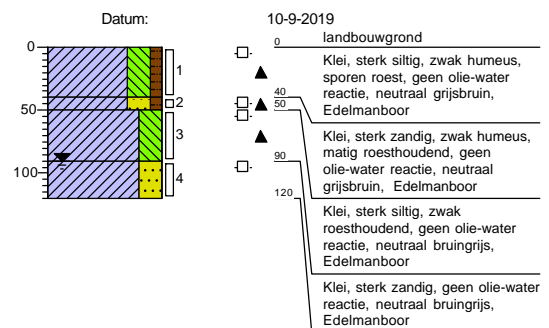 Datum: 10-9-2019
0
50
100
1
2
3
4
0
landbouwgrond
Klei, sterk siltig, zwak humeus,
sporen roest, geen olie-water
reactie, neutraal grijsbruin,
Edelmanboor
40
Klei, sterk zandig, zwak humeus,
matig roesthoudend, geen
olie-water reactie, neutraal
grijsbruin, Edelmanboor
50
Klei, sterk siltig, zwak
roesthoudend, geen olie-water
reactie, neutraal bruingrijs,
Edelmanboor
90
Klei, sterk zandig, geen olie-water
reactie, neutraal bruingrijs,
Edelmanboor
120